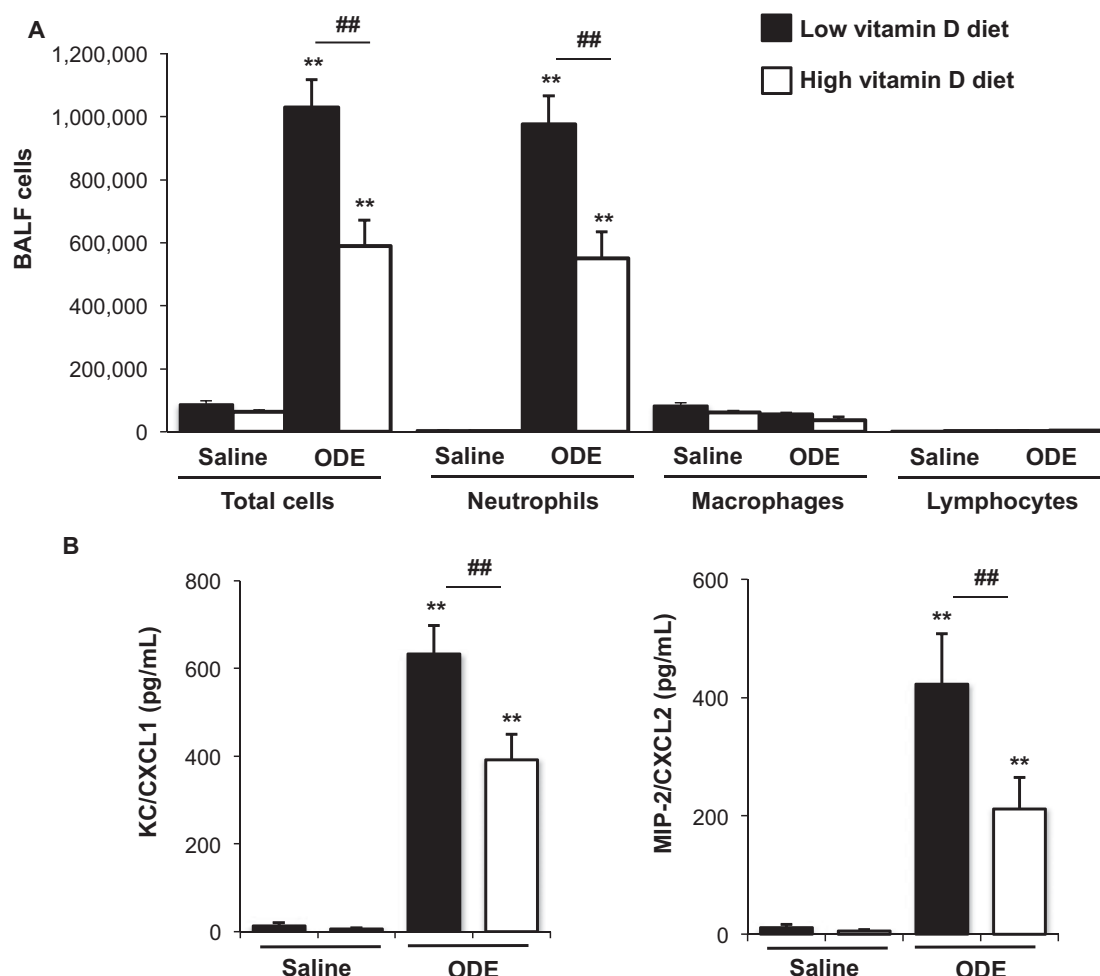 A
Low vitamin D diet
High vitamin D diet
BALF cells
1,200,000
1,000,000
800,000
600,000
400,000
200,000
0
##
**
**
##
**
**
Saline ODE Saline ODE Saline ODE Saline ODE
Total cells Neutrophils Macrophages Lymphocytes
B
KC/CXCL1 (pg/mL)
800
600
400
200
0
##
**
**
Saline ODE
MIP-2/CXCL2 (pg/mL)
600
400
200
0
##
**
**
Saline ODE